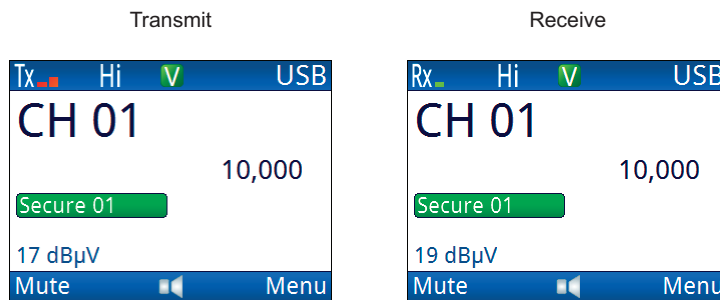 Transmit
Tx Hi V USB
CH 01
10,000
Secure 01
17 dBµV
Mute Menu
Receive
Rx Hi V USB
CH 01
10,000
Secure 01
19 dBµV
Mute Menu